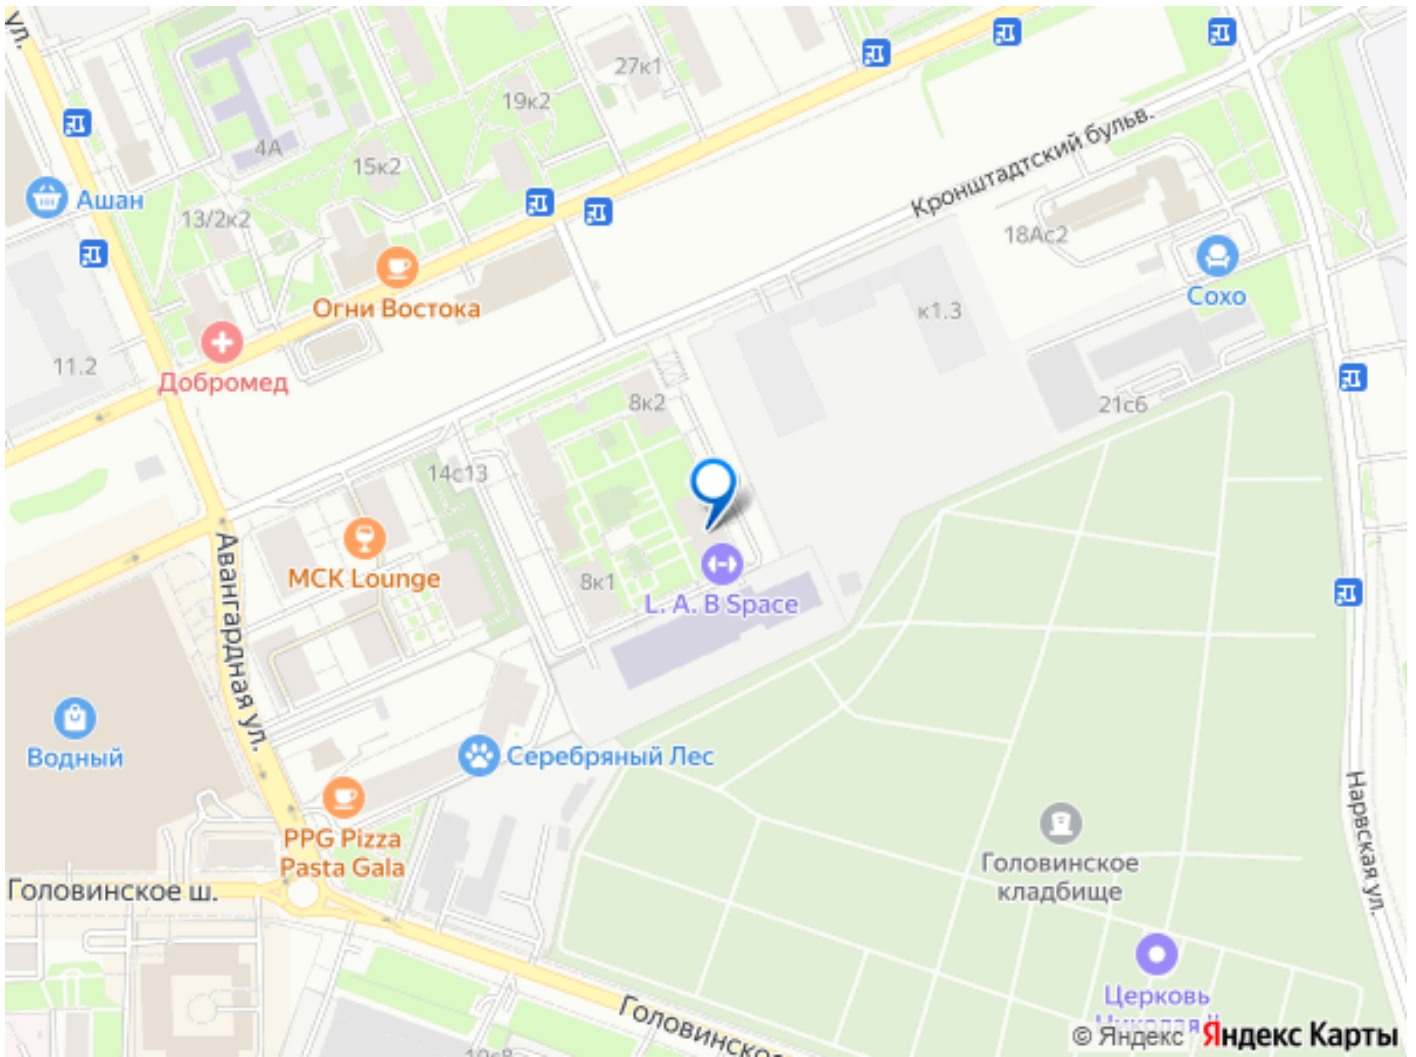 ул.
27к1
19к2
4А
15к2
Ашан
13/2к2
Кронштадтский бульв.
18Ас2
Огни Востока
Сохо
к1.3
11.2
Добромед
8к2
21с6
14с13
MCK Lounge
8к1
L. A. B Space
Авангардная ул.
Водный
Серебряный Лес
PPG Pizza
Pasta Gala
Нарвская ул.
Головинское
кладбище
Головинское ш.
Церковь
Головинское
© Яндекс Яндекс Карты